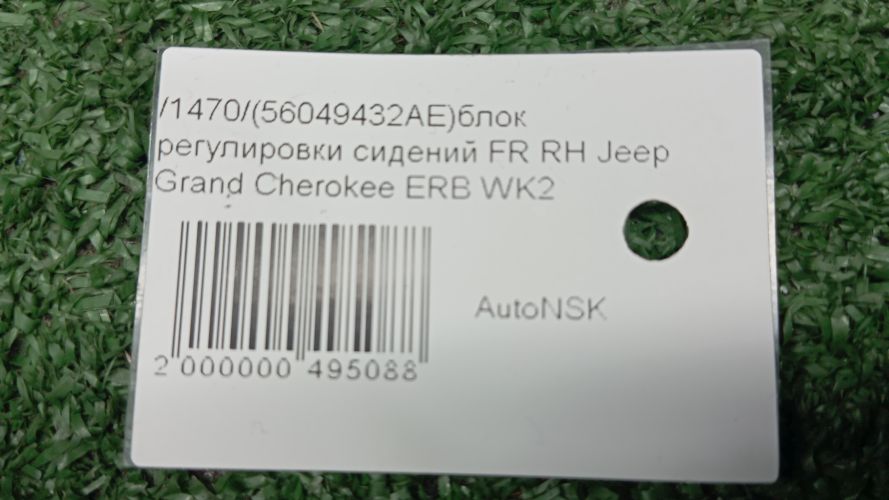 /1470/(56049432AE)блок
регулировки сидений FR RH Jeep
Grand Cherokee ERB WK2
AutoNSK
2 000000 495088